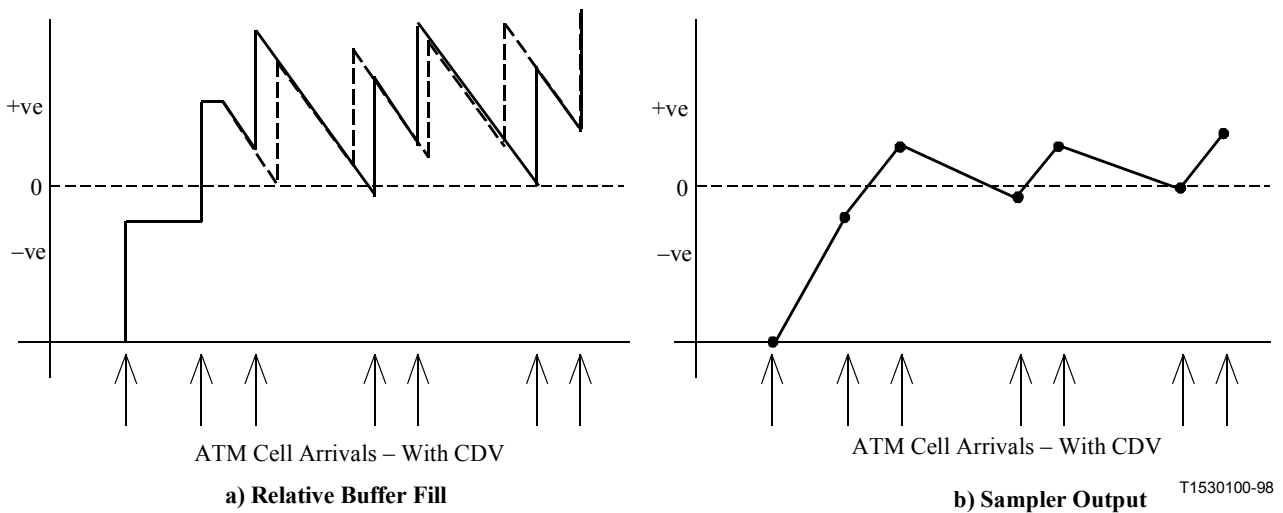 +ve
0
–ve
ATM Cell Arrivals – With CDV
a) Relative Buffer Fill
+ve
0
–ve
ATM Cell Arrivals – With CDV
b) Sampler Output
T1530100-98